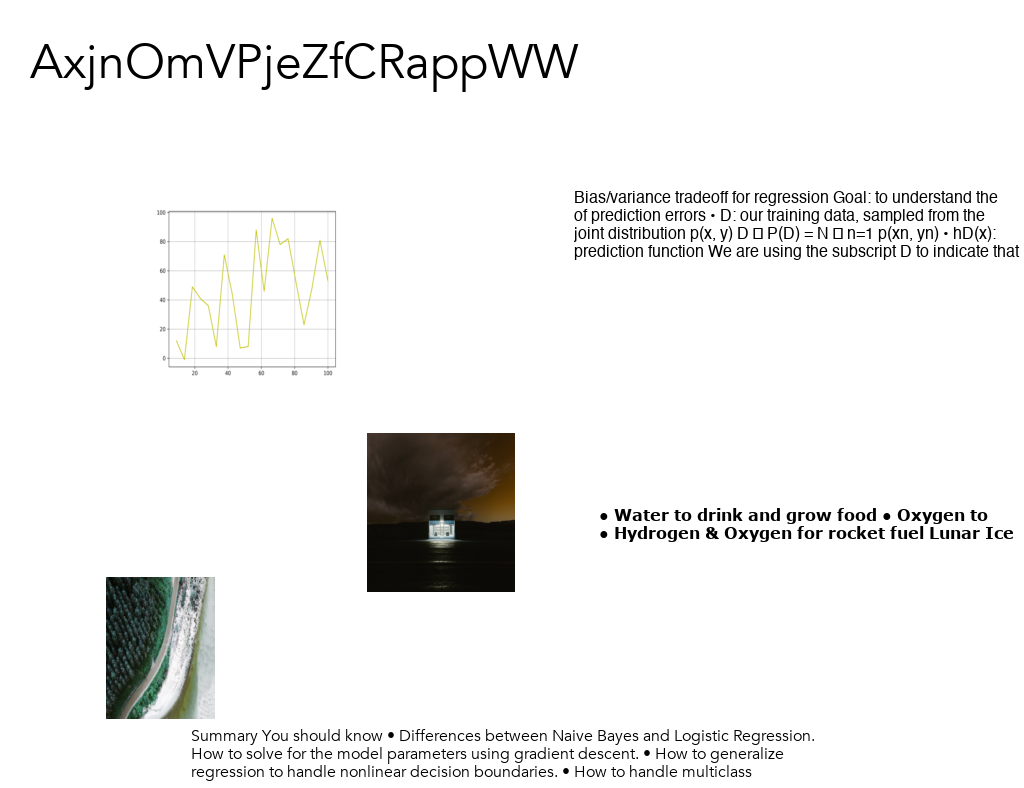 AxjnOmVPjeZfCRappWW
Bias/variance tradeoff for regression Goal: to understand the
of prediction errors • D: our training data, sampled from the
joint distribution p(x, y) D □ P(D) = N □ n=1 p(xn, yn) • hD(x):
prediction function We are using the subscript D to indicate that
100
80
60
40
20
0
20 40 60 80 100
● Water to drink and grow food ● Oxygen to
● Hydrogen & Oxygen for rocket fuel Lunar Ice
Summary You should know • Differences between Naive Bayes and Logistic Regression.
How to solve for the model parameters using gradient descent. • How to generalize
regression to handle nonlinear decision boundaries. • How to handle multiclass